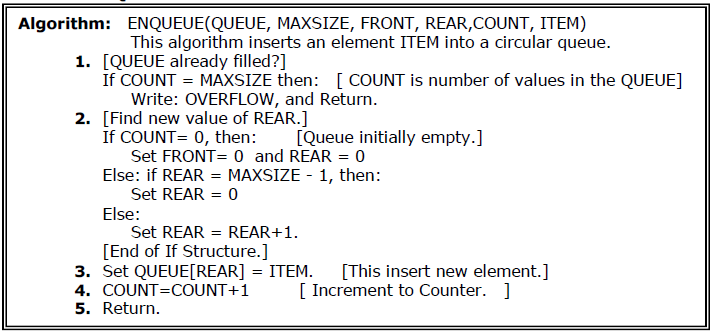 Algorithm: ENQUEUE(QUEUE, MAXSIZE, FRONT, REAR,COUNT, ITEM)
This algorithm inserts an element ITEM into a circular queue.
1. [QUEUE already filled?]
If COUNT = MAXSIZE then: [ COUNT is number of values in the QUEUE]
Write: OVERFLOW, and Return.
2. [Find new value of REAR.]
If COUNT= 0, then: [Queue initially empty.]
Set FRONT= 0 and REAR = 0
Else: if REAR = MAXSIZE - 1, then:
Set REAR = 0
Else:
Set REAR = REAR+1.
[End of If Structure.]
3. Set QUEUE[REAR] = ITEM. [This insert new element.]
4. COUNT=COUNT+1 [ Increment to Counter. ]
5. Return.